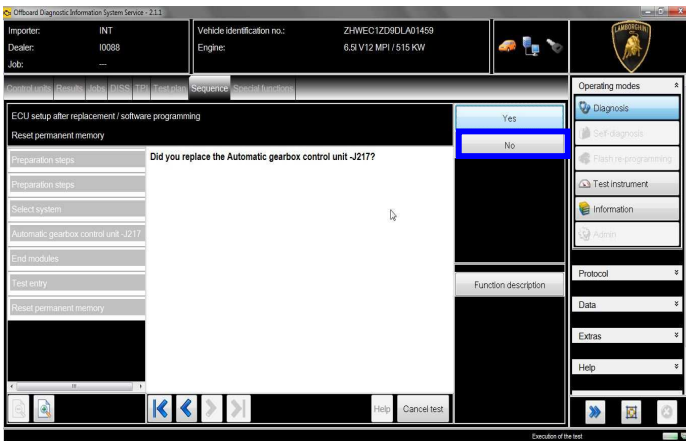 Offboard Diagnostic Information System Service - 2.1.1
Importer: INT
Dealer: I0088
Job: ---
Vehicle identification no.: ZHWEC1ZD9DLA01459
Engine: 6.5l V12 MPI / 515 KW
LAMBORGHINI
Control units Results Jobs DISS TPI Test plan Sequence Special functions
ECU setup after replacement / software programming
Reset permanent memory
Preparation steps
Preparation steps
Select system
Automatic gearbox control unit -J217
End modules
Test entry
Reset permanent memory
Did you replace the Automatic gearbox control unit -J217?
Help
Cancel test
Yes
No
Function description
Operating modes
Diagnosis
Self-diagnosis
Flash re-programming
Test instrument
Information
Admin
Protocol
Data
Extras
Help
Execution of the test